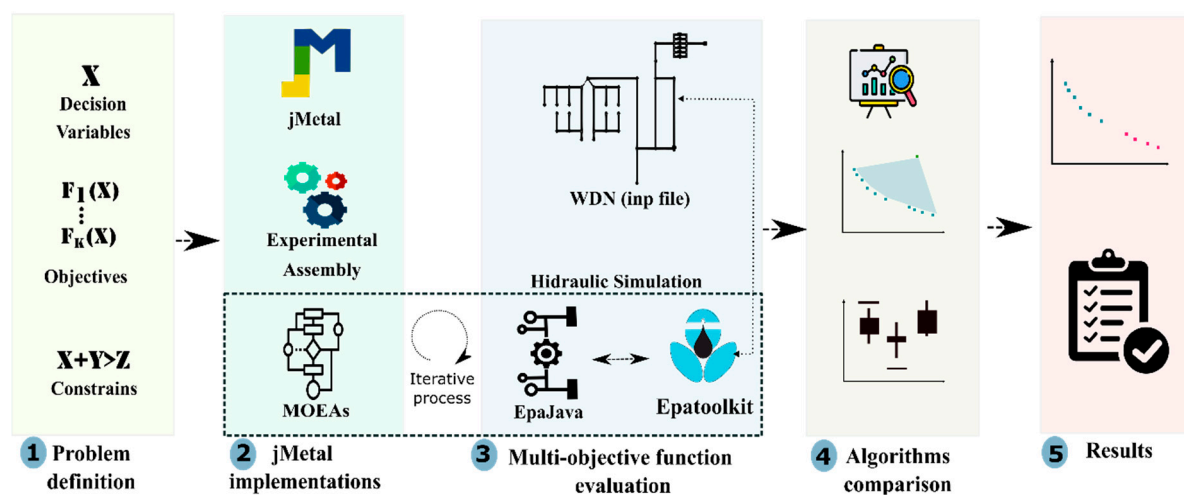 X
Decision
Variables
F1(X)
FK(X)
Objectives
X+Y>Z
Constrains
1 Problem
definition
jMetal
Experimental
Assembly
MOEAs
2 jMetal
implementations
Iterative
process
WDN (inp file)
Hidraulic Simulation
EpaJava
Epatoolkit
3 Multi-objective function
evaluation
4 Algorithms
comparison
5 Results